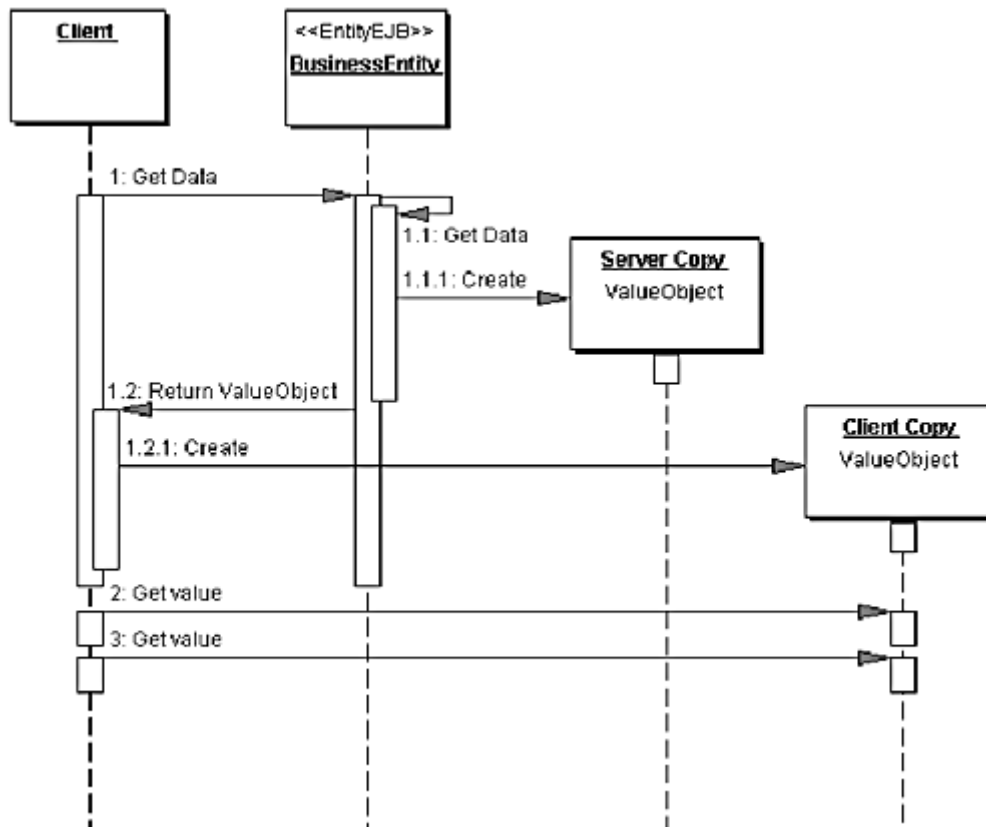 Client
<<EntityEJB>>
BusinessEntity
1: Get Data
1.1: Get Data
1.1.1: Create
Server Copy
ValueObject
1.2: Return ValueObject
1.2.1: Create
Client Copy
ValueObject
2: Get value
3: Get value